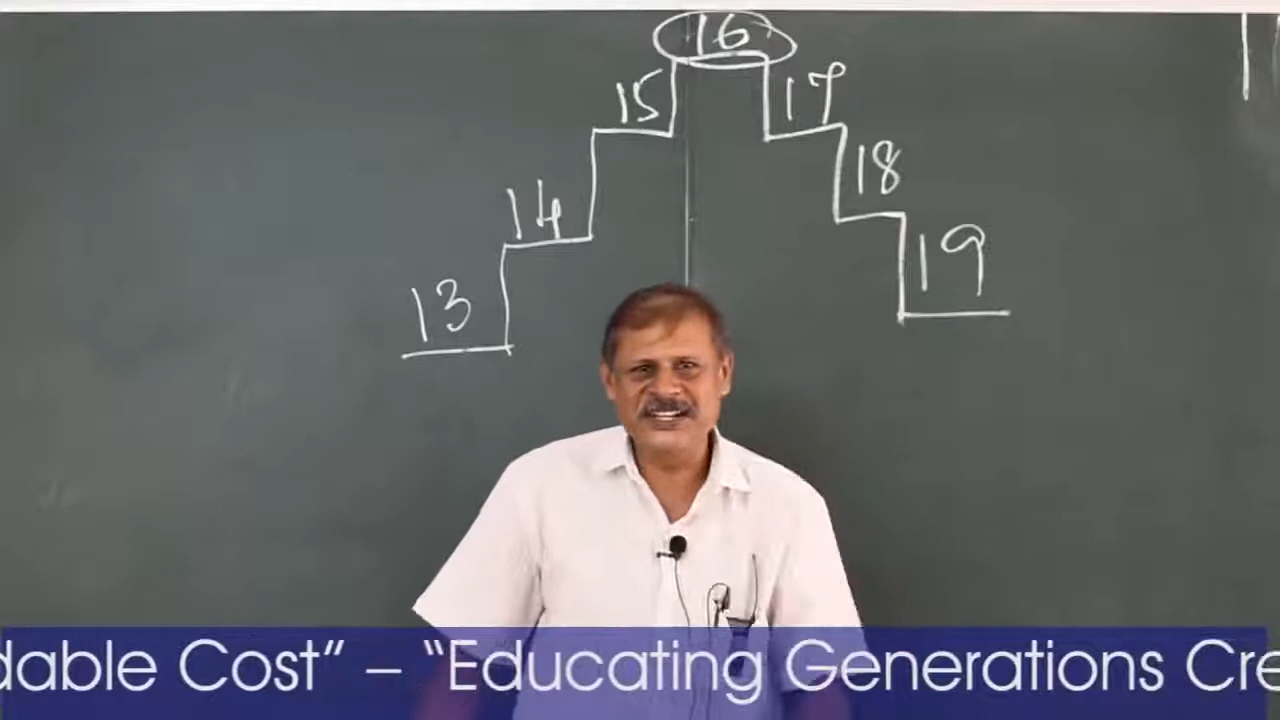 16
15 17
14 18
13 19
dable Cost” – “Educating Generations Cre